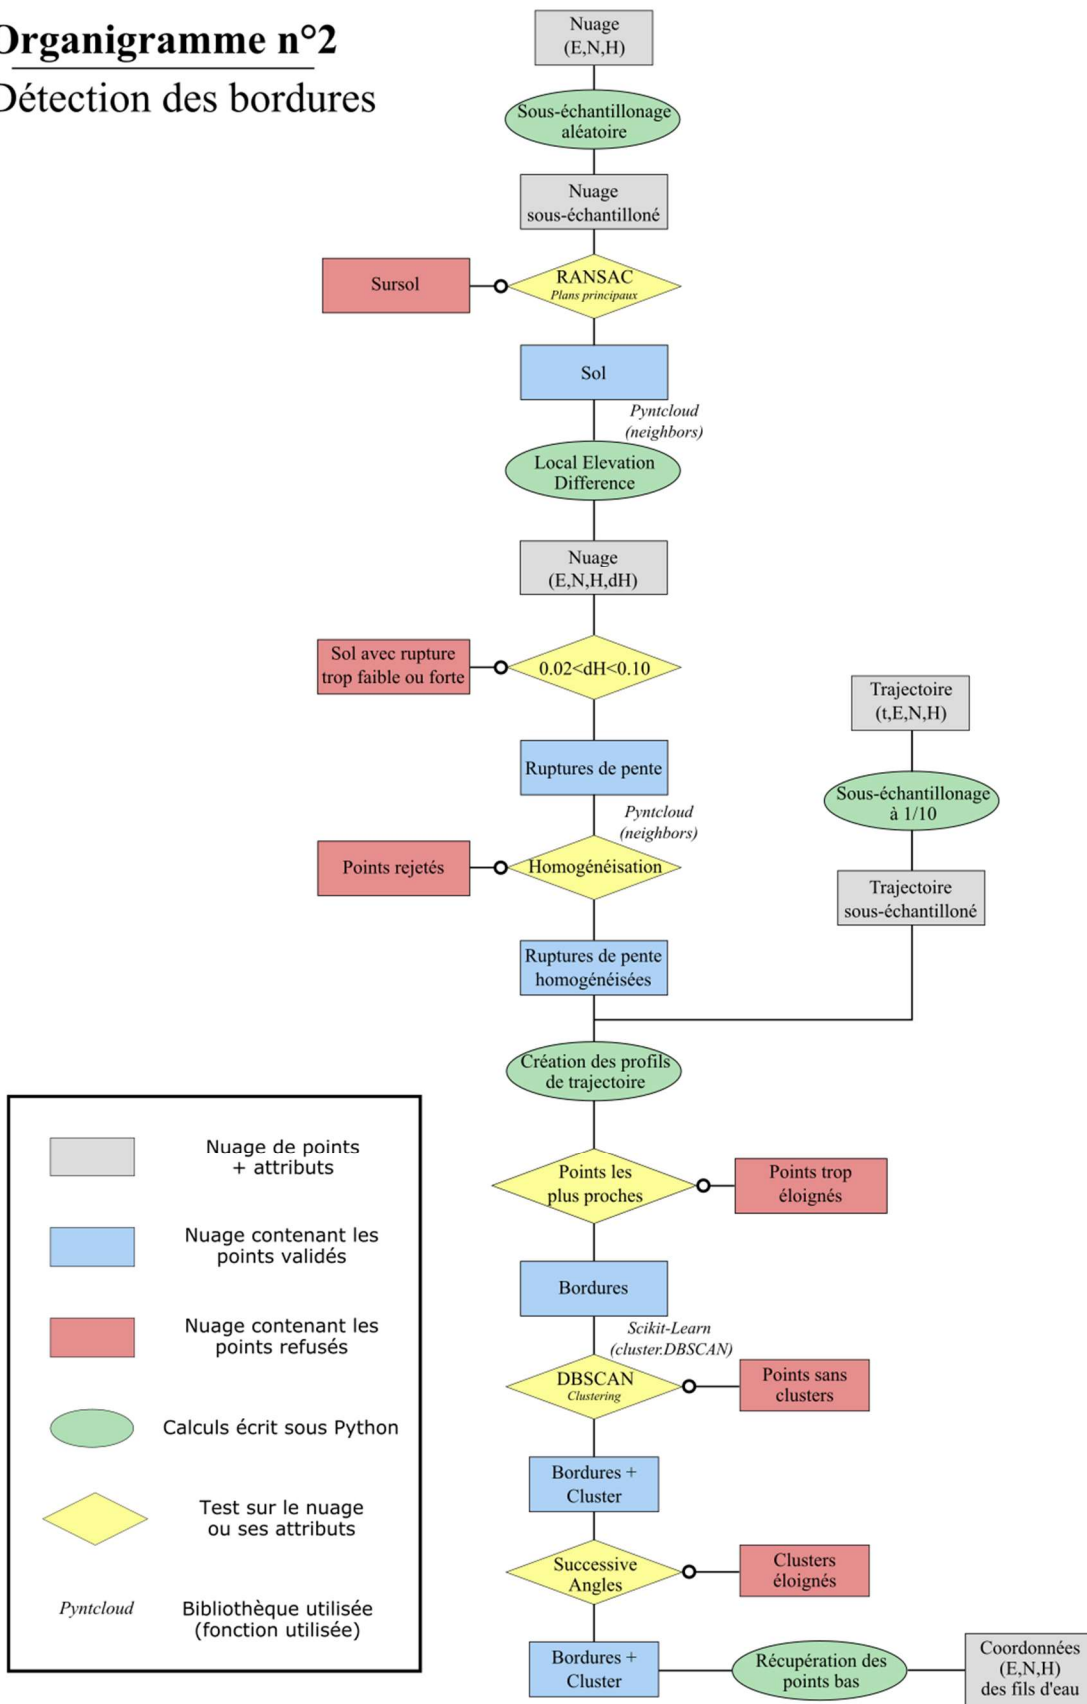 Organigramme n°2
Détection des bordures
Nuage
(E,N,H)
Sous-échantillonage
aléatoire
Nuage
sous-échantilloné
RANSAC
Plans principaux
Sursol
Sol
Pyntcloud
(neighbors)
Local Elevation
Difference
Nuage
(E,N,H,dH)
Sol avec rupture
trop faible ou forte
0.02<dH<0.10
Trajectoire
(t,E,N,H)
Ruptures de pente
Sous-échantillonage
à 1/10
Pyntcloud
(neighbors)
Points rejetés
Homogénéisation
Trajectoire
sous-échantilloné
Ruptures de pente
homogénéisées
Création des profils
de trajectoire
Points les
plus proches
Points trop
éloignés
Bordures
Scikit-Learn
(cluster.DBSCAN)
DBSCAN
Clustering
Points sans
clusters
Bordures +
Cluster
Successive
Angles
Clusters
éloignés
Bordures +
Cluster
Récupération des
points bas
Coordonnées
(E,N,H)
des fils d'eau
Nuage de points
+ attributs
Nuage contenant les
points validés
Nuage contenant les
points refusés
Calculs écrit sous Python
Test sur le nuage
ou ses attributs
Pyntcloud
Bibliothèque utilisée
(fonction utilisée)